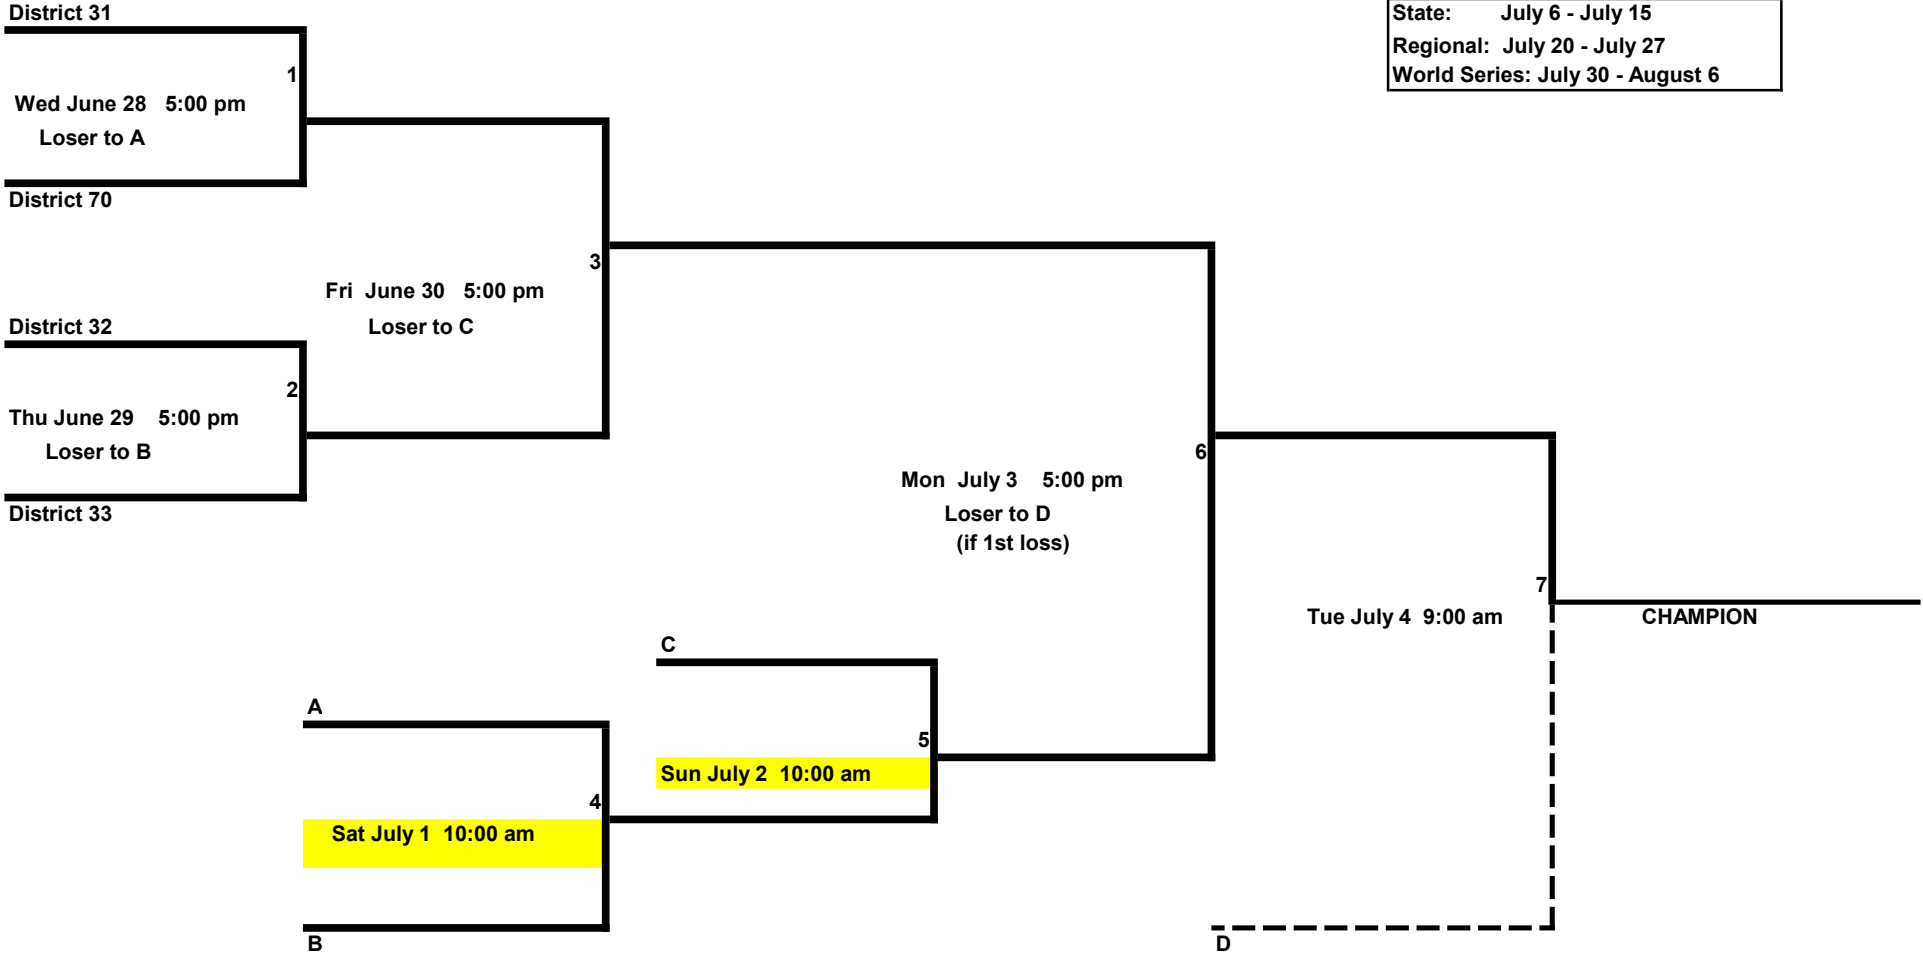 District 31
State: July 6 - July 15
Regional: July 20 - July 27
World Series: July 30 - August 6
1
Wed June 28 5:00 pm
Loser to A
District 70
3
Fri June 30 5:00 pm
Loser to C
District 32
2
Thu June 29 5:00 pm
Loser to B
District 33
6
Mon July 3 5:00 pm
Loser to D
(if 1st loss)
7
Tue July 4 9:00 am
CHAMPION
C
A
5
Sun July 2 10:00 am
4
Sat July 1 10:00 am
B
D